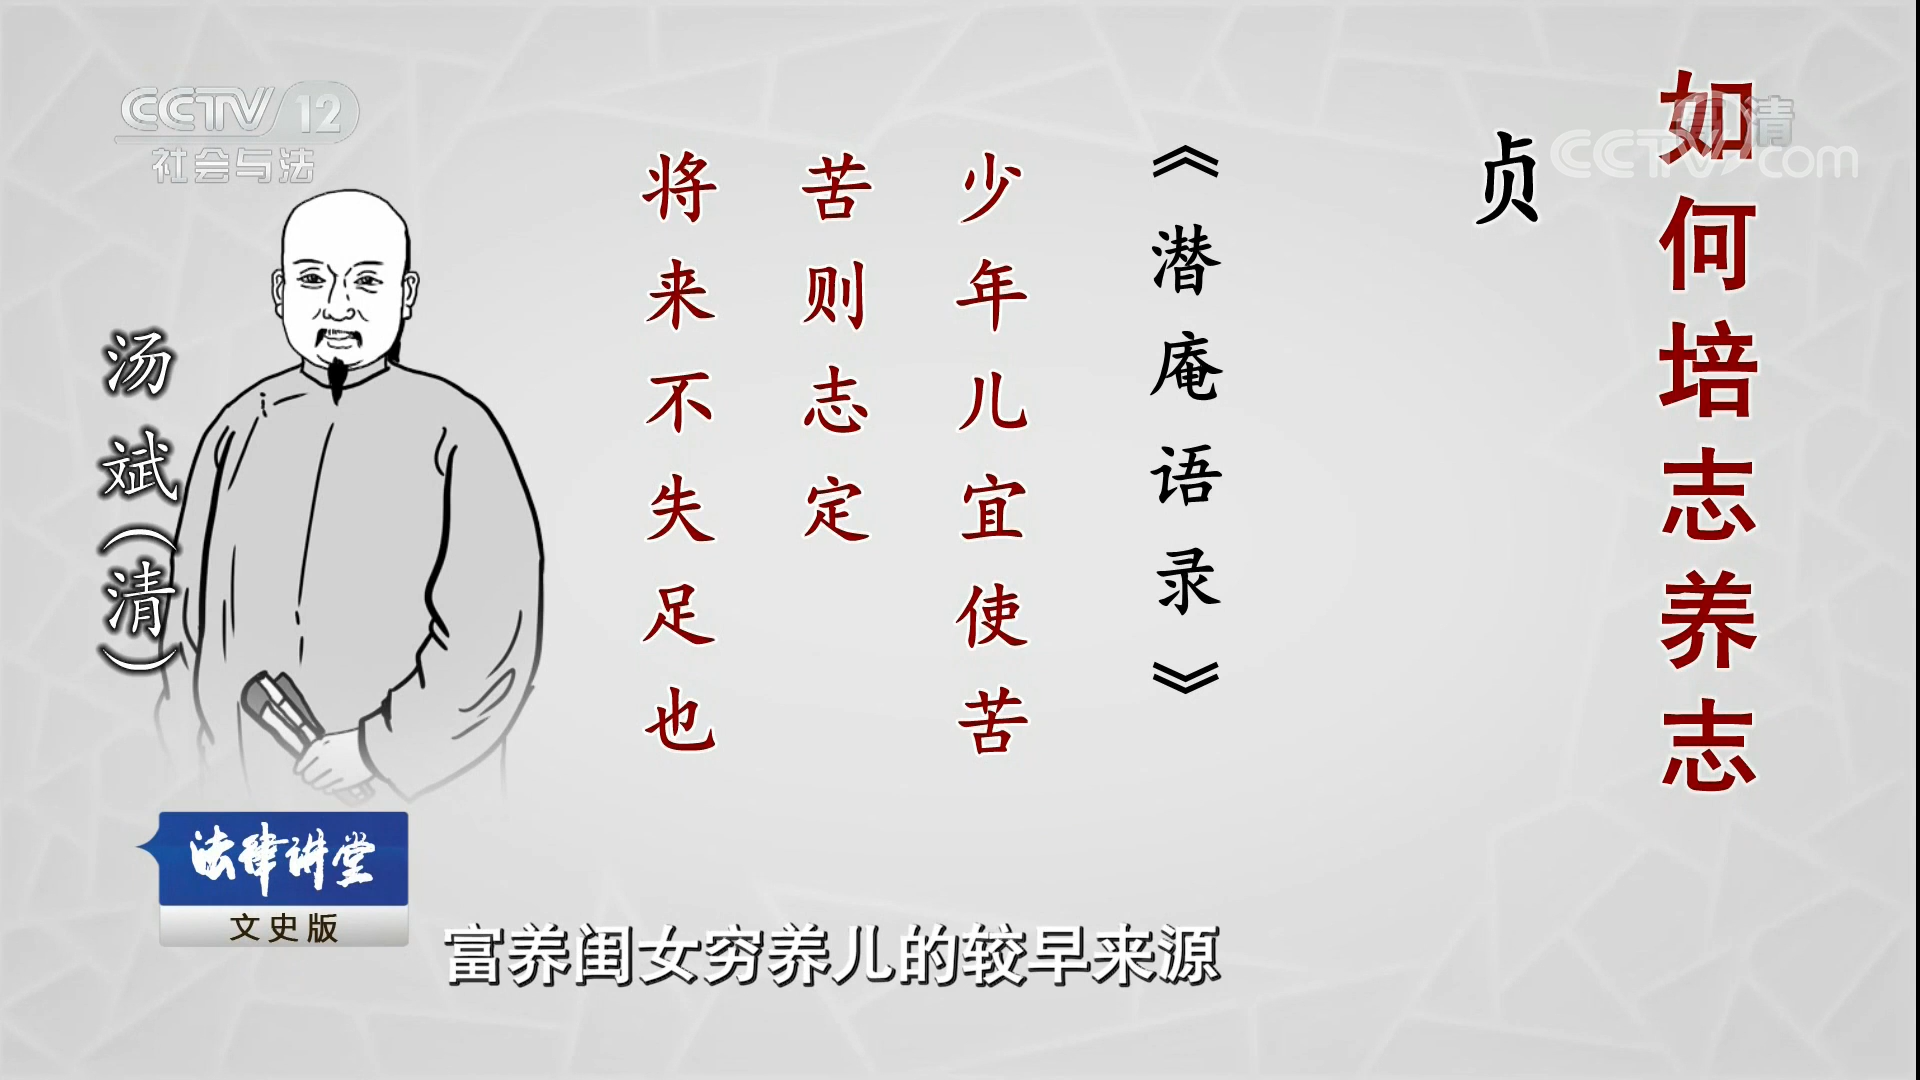 如何培志养志
贞
《潜庵语录》
少年儿宜使苦
苦则志定
将来不失足也
汤斌(清)
CCTV 12
社会与法
高清
CCTV.com
法律讲堂
文史版
富养闺女穷养儿的较早来源